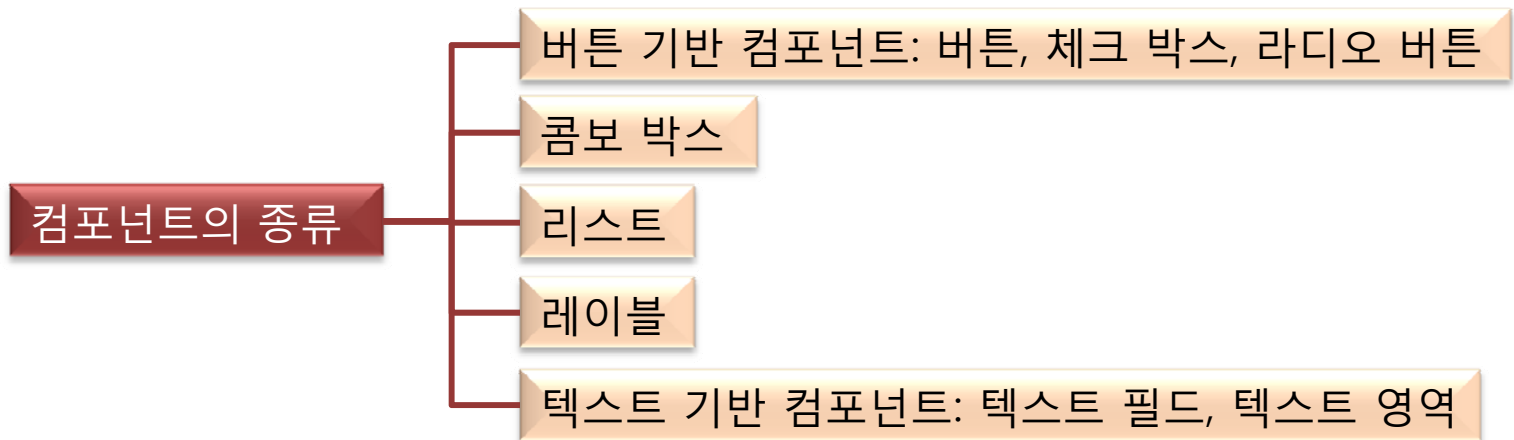 버튼 기반 컴포넌트: 버튼, 체크 박스, 라디오 버튼
콤보 박스
컴포넌트의 종류
리스트
레이블
텍스트 기반 컴포넌트: 텍스트 필드, 텍스트 영역